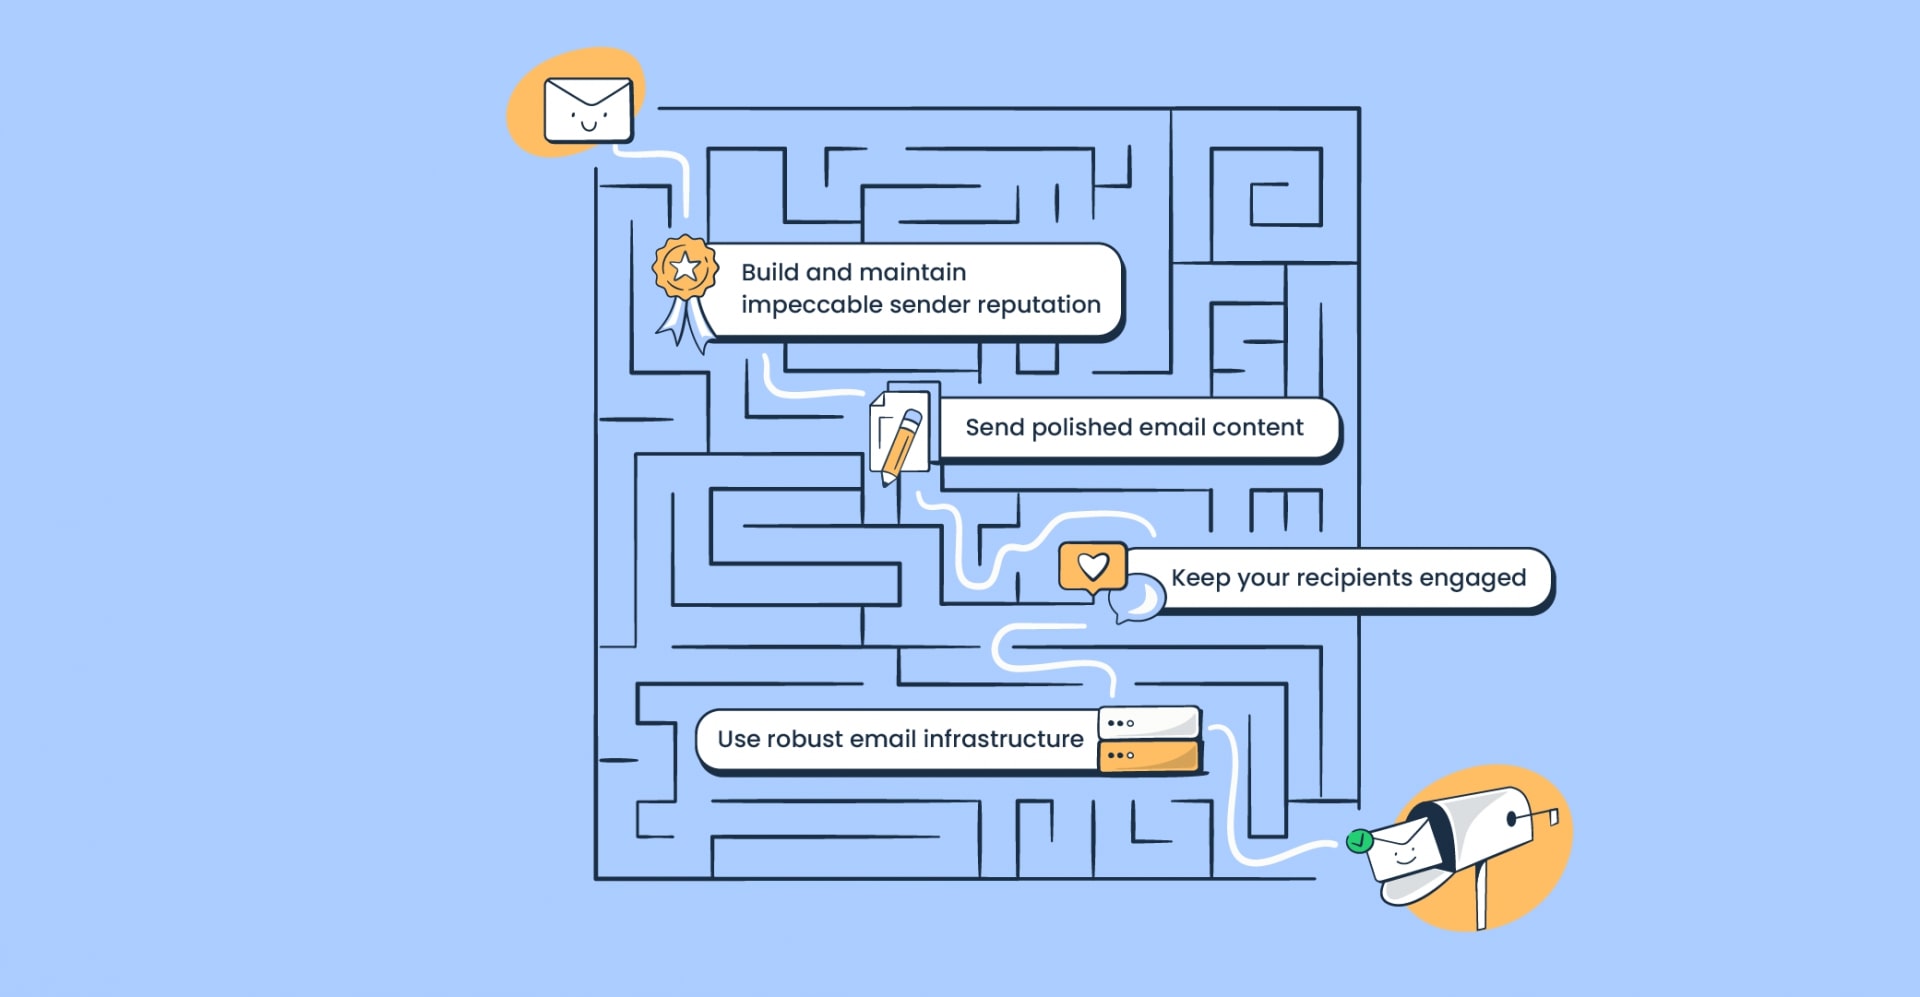 Build and maintain
impeccable sender reputation
Send polished email content
Keep your recipients engaged
Use robust email infrastructure